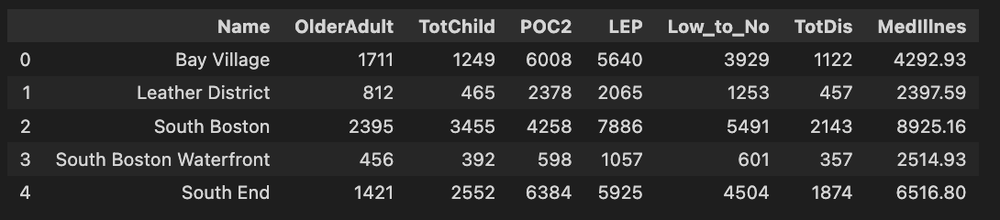 Name OlderAdult TotChild POC2 LEP Low_to_No TotDis MedIllnes
0 Bay Village 1711 1249 6008 5640 3929 1122 4292.93
1 Leather District 812 465 2378 2065 1253 457 2397.59
2 South Boston 2395 3455 4258 7886 5491 2143 8925.16
3 South Boston Waterfront 456 392 598 1057 601 357 2514.93
4 South End 1421 2552 6384 5925 4504 1874 6516.80